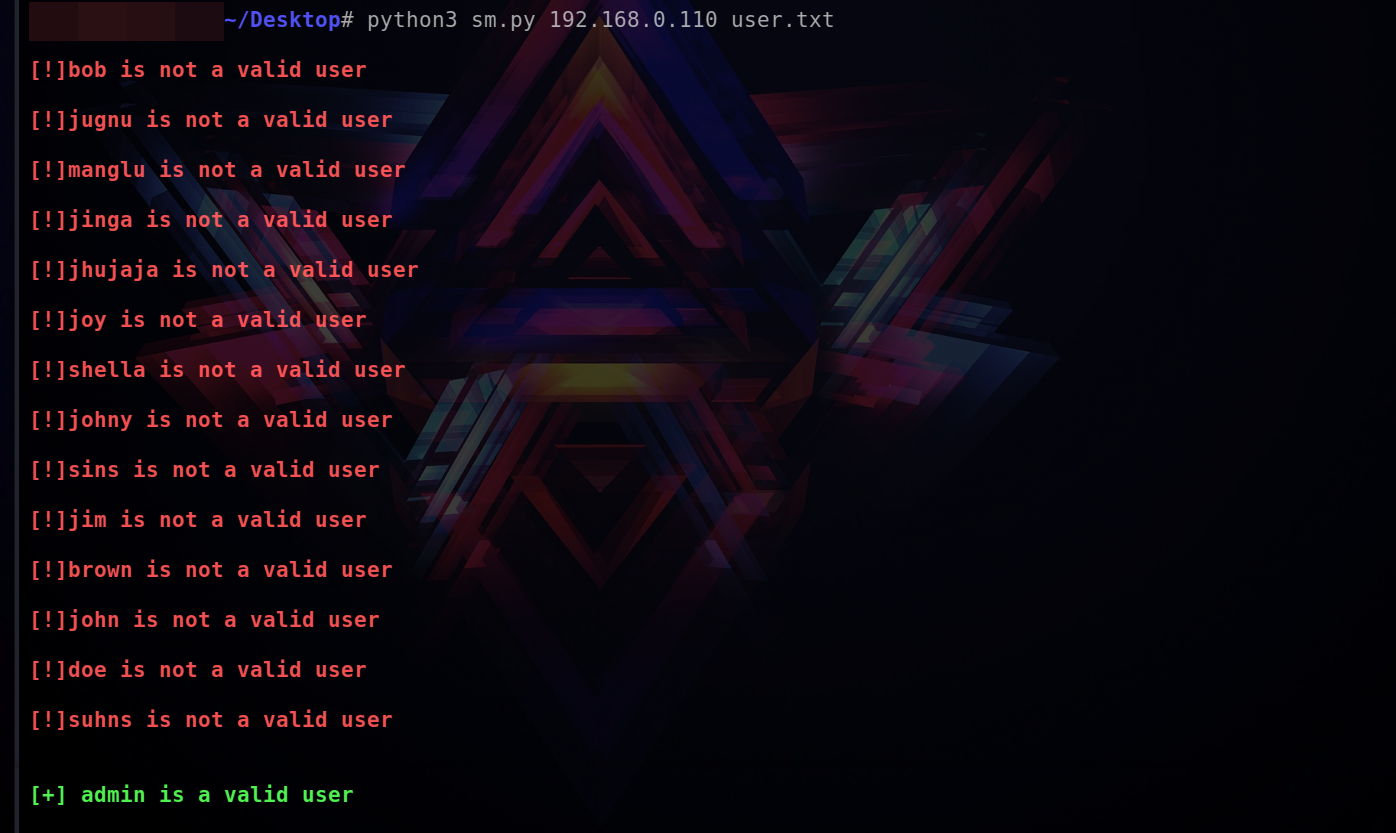 ~/Desktop# python3 sm.py 192.168.0.110 user.txt
[!]bob is not a valid user
[!]jugnu is not a valid user
[!]manglu is not a valid user
[!]jinga is not a valid user
[!]jhujaja is not a valid user
[!]joy is not a valid user
[!]shella is not a valid user
[!]johny is not a valid user
[!]sins is not a valid user
[!]jim is not a valid user
[!]brown is not a valid user
[!]john is not a valid user
[!]doe is not a valid user
[!]suhns is not a valid user
[+] admin is a valid user